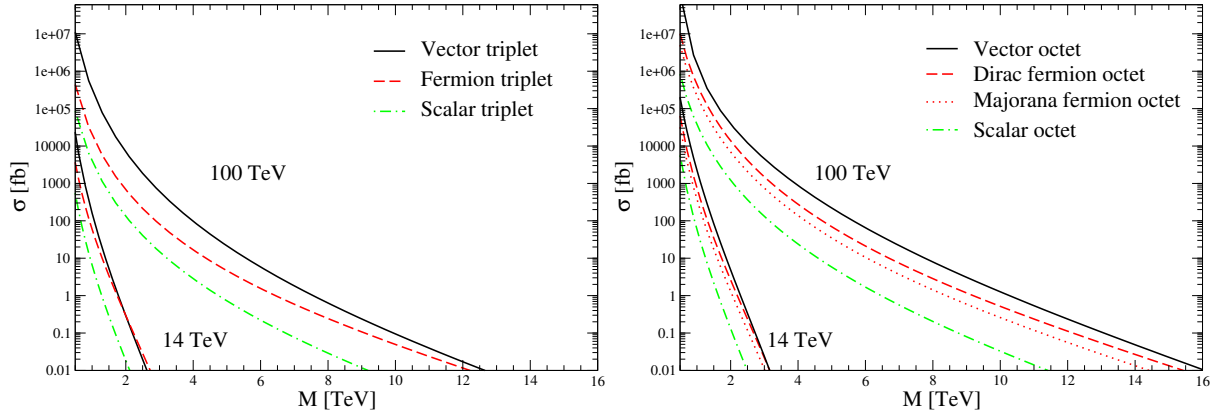 1e+07
1e+06
1e+05
10000
1000
100
10
1
0.1
0.01
σ [fb]
Vector triplet
Fermion triplet
Scalar triplet
100 TeV
14 TeV
2 4 6 8 10 12 14 16
M [TeV]
1e+07
1e+06
1e+05
10000
1000
100
10
1
0.1
0.01
σ [fb]
Vector octet
Dirac fermion octet
Majorana fermion octet
Scalar octet
100 TeV
14 TeV
2 4 6 8 10 12 14 16
M [TeV]